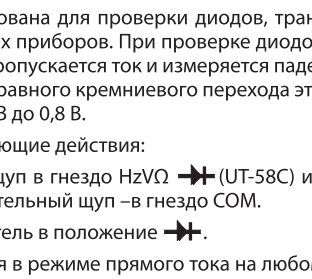 ована для проверки диодов, тран
х приборов. При проверке диодо
ропускается ток и измеряется паде
равного кремниевого перехода эт
В до 0,8 В.
ющие действия:
щуп в гнездо HzVΩ (UT-58C) и
тельный щуп –в гнездо COM.
тель в положение .
я в режиме прямого тока на любо